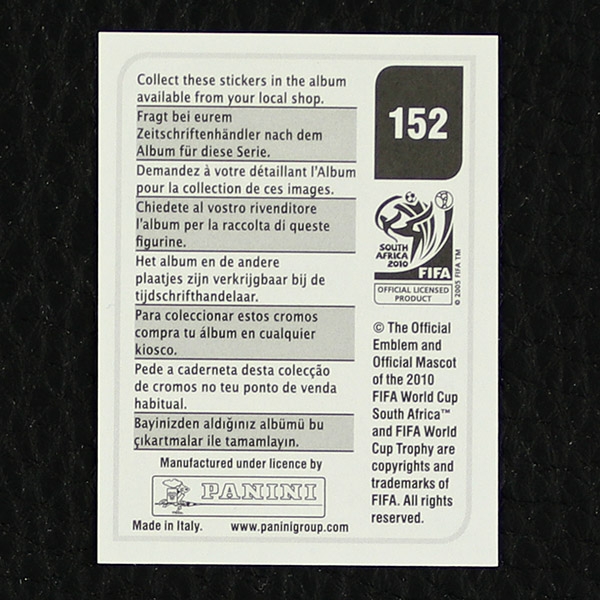 Collect these stickers in the album
available from your local shop.
Fragt bei eurem
Zeitschriftenhändler nach dem
Album für diese Serie.
Demandez à votre détaillant l'Album
pour la collection de ces images.
Chiedete al vostro rivenditore
l'album per la raccolta di queste
figurine.
Het album en de andere
plaatjes zijn verkrijgbaar bij de
tijdschrifthandelaar.
Para coleccionar estos cromos
compra tu álbum en cualquier
kiosco.
Pede a caderneta desta colecção
de cromos no teu ponto de venda
habitual.
Bayinizden aldığınız albümü bu
çıkartmalar ile tamamlayın.
Manufactured under licence by
PANINI
Made in Italy. www.paninigroup.com
152
SOUTH
AFRICA
2010
FIFA
OFFICIAL LICENSED
PRODUCT
© 2005 FIFA TM
© The Official
Emblem and
Official Mascot
of the 2010
FIFA World Cup
South Africa™
and FIFA World
Cup Trophy are
copyrights and
trademarks of
FIFA. All rights
reserved.